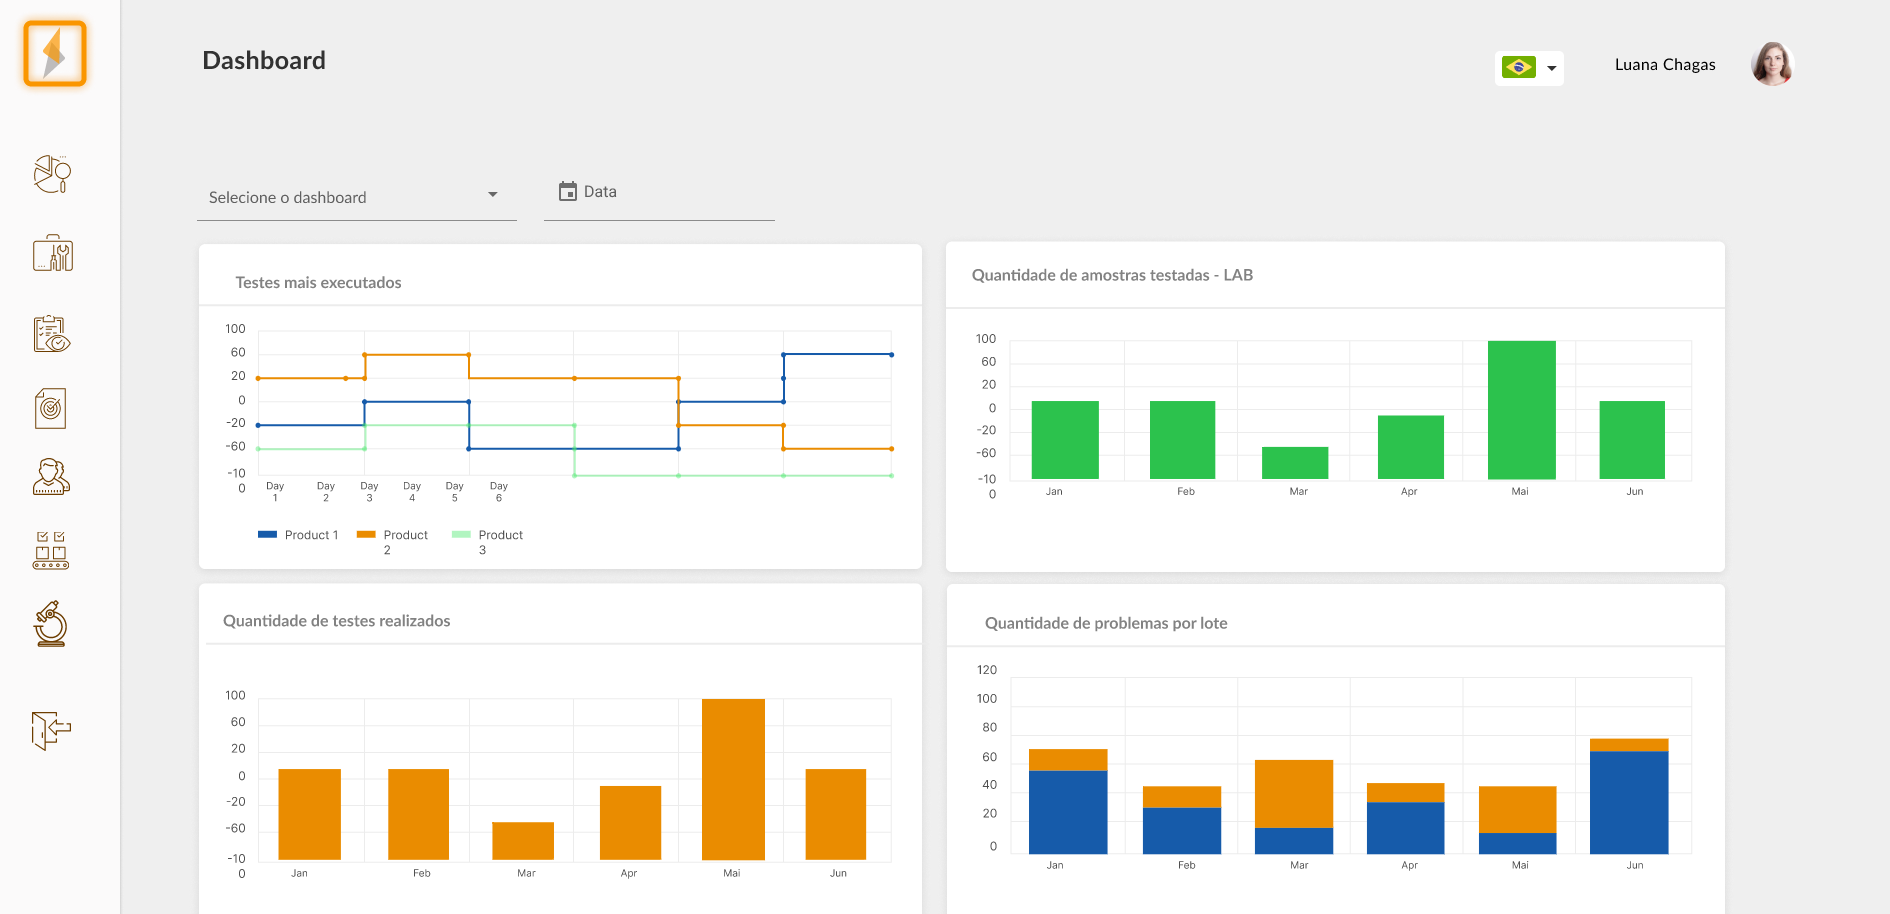 Dashboard
Luana Chagas
Selecione o dashboard
Data
Testes mais executados
100
60
20
0
-20
-60
-10
0
Day
1
Day
2
Day
3
Day
4
Day
5
Day
6
Product 1
Product
2
Product
3
Quantidade de amostras testadas - LAB
100
60
20
0
-20
-60
-10
0
Jan
Feb
Mar
Apr
Mai
Jun
Quantidade de testes realizados
100
60
20
0
-20
-60
-10
0
Jan
Feb
Mar
Apr
Mai
Jun
Quantidade de problemas por lote
120
100
80
60
40
20
0
Jan
Feb
Mar
Apr
Mai
Jun